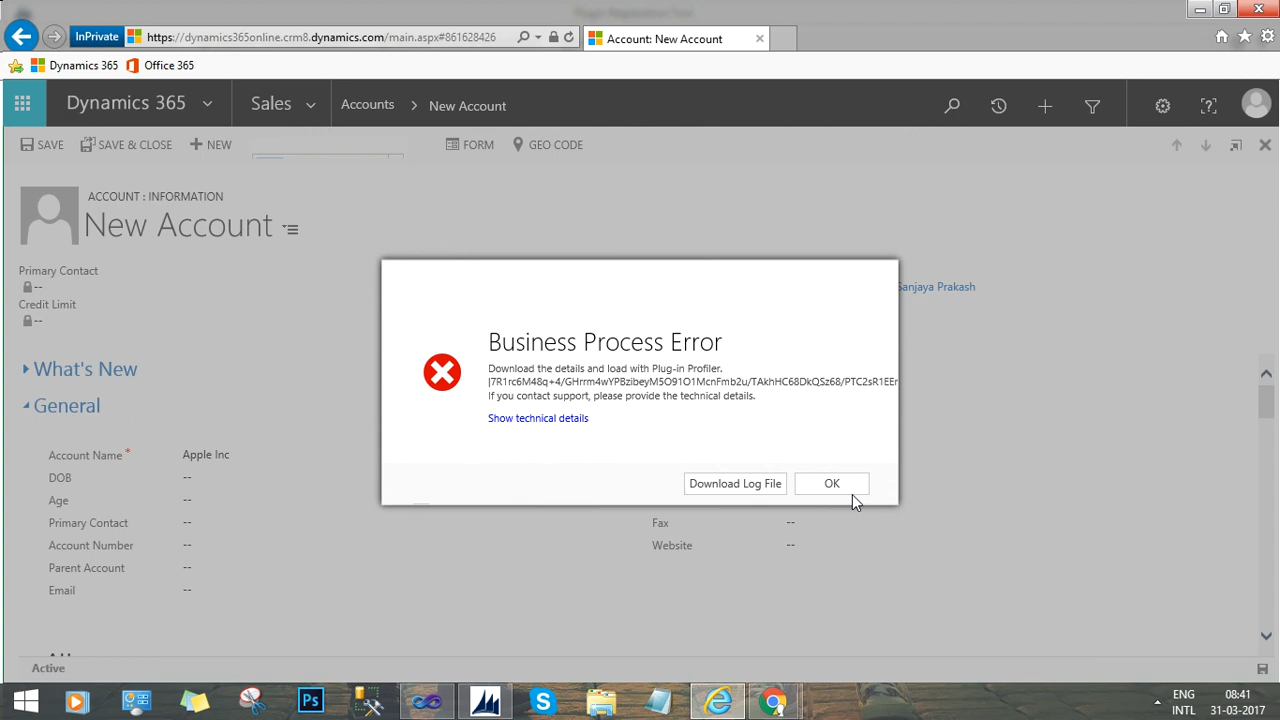 Plugin Registration Tool
InPrivate https://dynamics365online.crm8.dynamics.com/main.aspx#861628426
Account: New Account
Dynamics 365 Office 365
Dynamics 365 Sales Accounts > New Account
SAVE SAVE & CLOSE + NEW FORM GEO CODE
ACCOUNT : INFORMATION
New Account
Primary Contact
--
Sanjaya Prakash
Credit Limit
--
What's New
General
Business Process Error
Download the details and load with Plug-in Profiler.
If you contact support, please provide the technical details.
Show technical details
Download Log File OK
Account Name * Apple Inc
DOB --
Age --
Primary Contact -- Fax --
Account Number -- Website --
Parent Account --
Email --
Active
Ps
ENG 08:41
INTL 31-03-2017